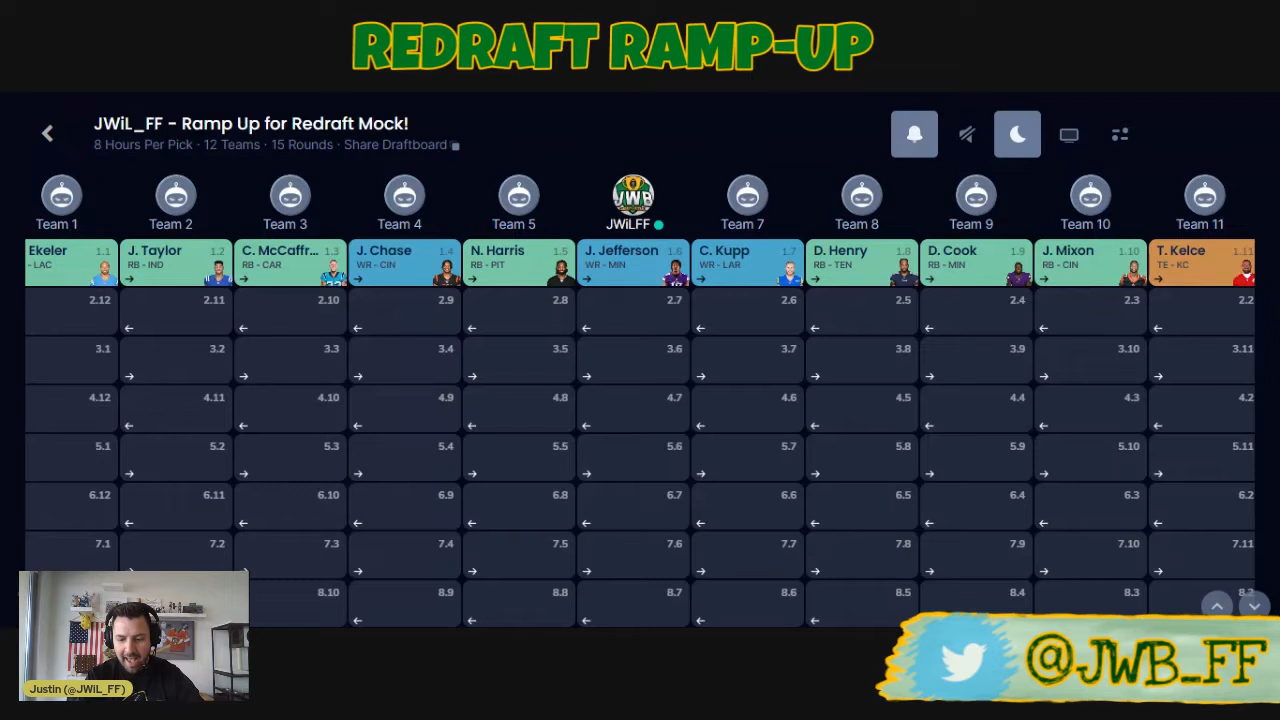 REDRAFT RAMP-UP
JWiL_FF - Ramp Up for Redraft Mock!
8 Hours Per Pick · 12 Teams · 15 Rounds · Share Draftboard
Team 1 Team 2 Team 3 Team 4 Team 5 JWiLFF Team 7 Team 8 Team 9 Team 10 Team 11
Ekeler 1.1 J. Taylor 1.2 C. McCaffr... 1.3 J. Chase 1.4 N. Harris 1.5 J. Jefferson 1.6 C. Kupp 1.7 D. Henry 1.8 D. Cook 1.9 J. Mixon 1.10 T. Kelce 1.11
- LAC RB - IND RB - CAR WR - CIN RB - PIT WR - MIN WR - LAR RB - TEN RB - MIN RB - CIN TE - KC
2.12 2.11 2.10 2.9 2.8 2.7 2.6 2.5 2.4 2.3 2.2
3.1 3.2 3.3 3.4 3.5 3.6 3.7 3.8 3.9 3.10 3.11
4.12 4.11 4.10 4.9 4.8 4.7 4.6 4.5 4.4 4.3 4.2
5.1 5.2 5.3 5.4 5.5 5.6 5.7 5.8 5.9 5.10 5.11
6.12 6.11 6.10 6.9 6.8 6.7 6.6 6.5 6.4 6.3 6.2
7.1 7.2 7.3 7.4 7.5 7.6 7.7 7.8 7.9 7.10 7.11
8.10 8.9 8.8 8.7 8.6 8.5 8.4 8.3 8.2
Justin (@JWiL_FF)
@JWB_FF